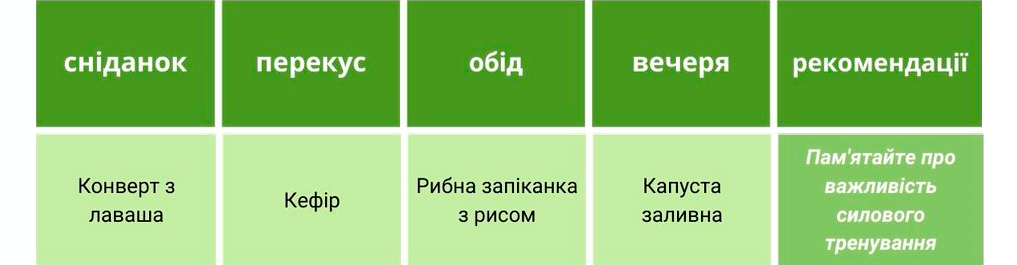 сніданок
перекус
обід
вечеря
рекомендації
Конверт з
лаваша
Кефір
Рибна запіканка
з рисом
Капуста
заливна
Пам'ятайте про
важливість
силового
тренування